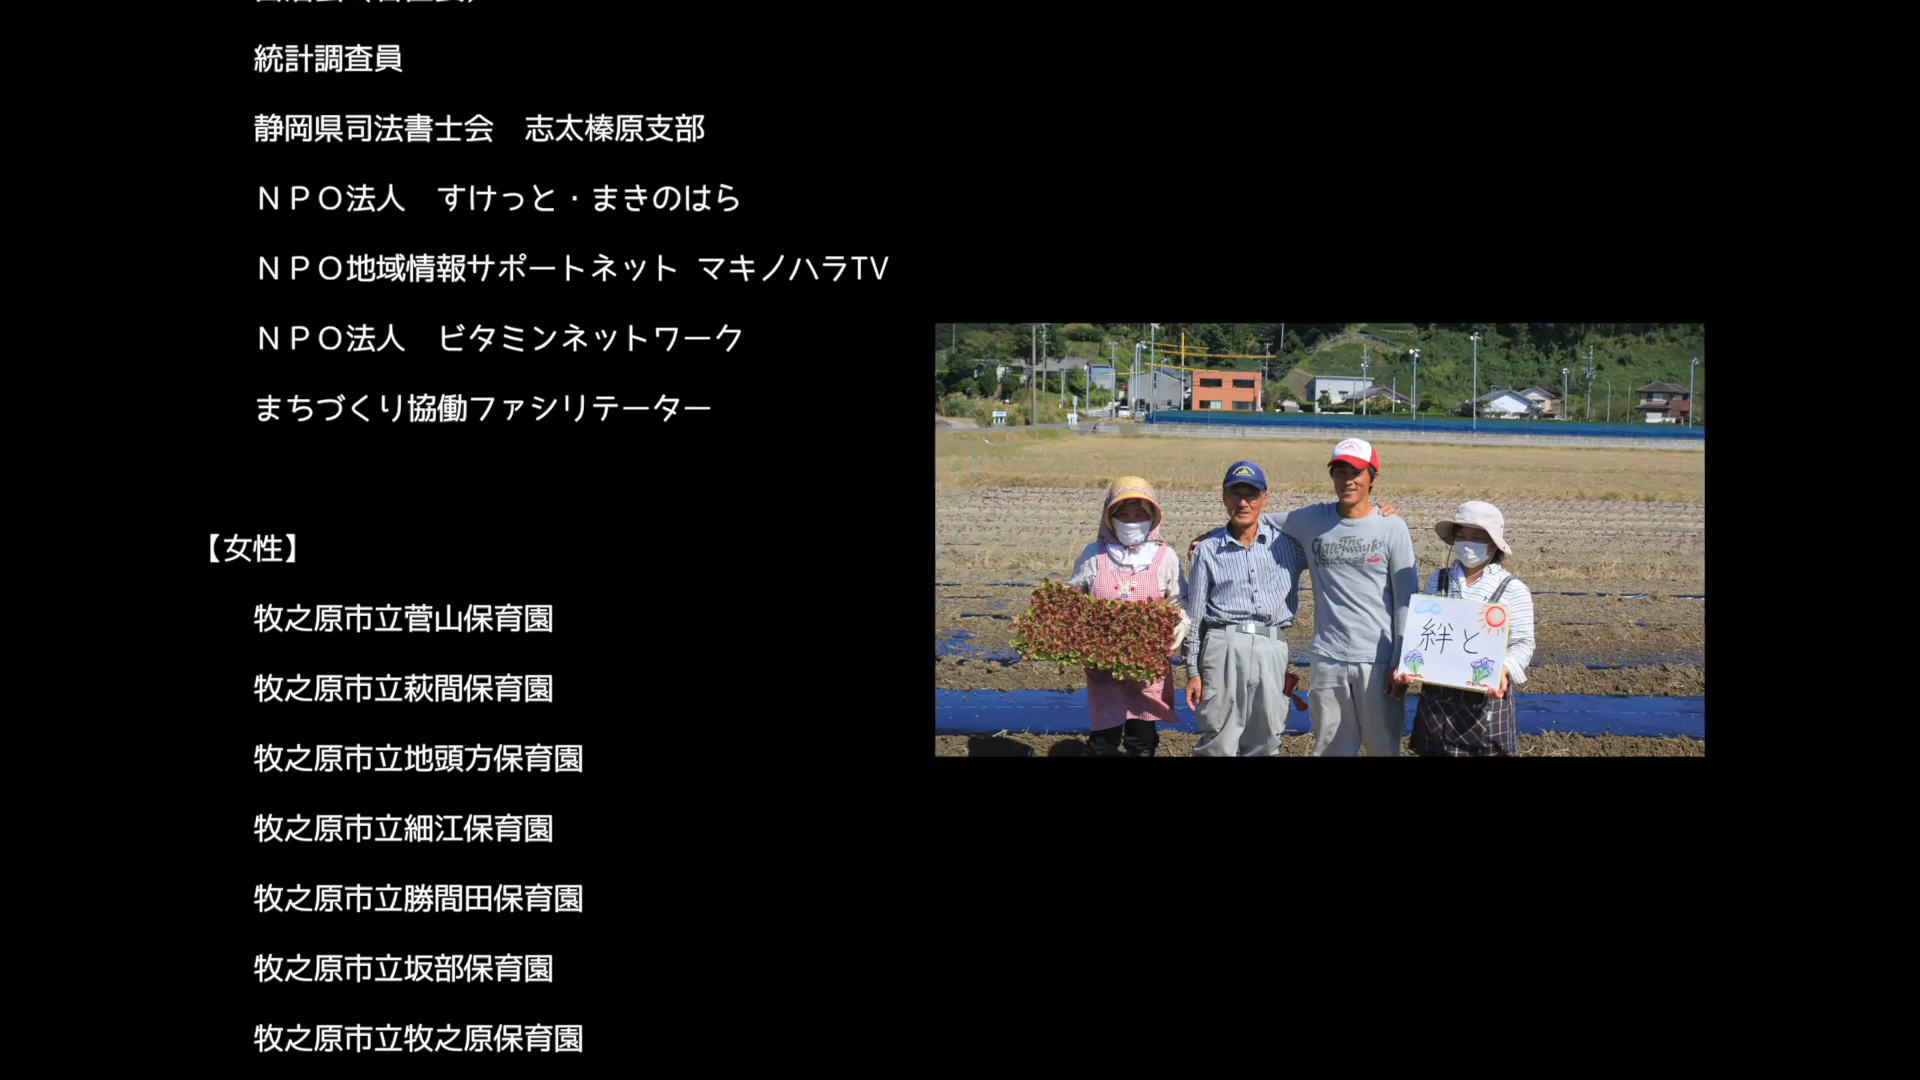 統計調査員
静岡県司法書士会　志太榛原支部
ＮＰＯ法人　すけっと・まきのはら
ＮＰＯ地域情報サポートネット マキノハラTV
ＮＰＯ法人　ビタミンネットワーク
まちづくり協働ファシリテーター
【女性】
牧之原市立菅山保育園
牧之原市立萩間保育園
牧之原市立地頭方保育園
牧之原市立細江保育園
牧之原市立勝間田保育園
牧之原市立坂部保育園
牧之原市立牧之原保育園
The
Gateway to
Success
絆と